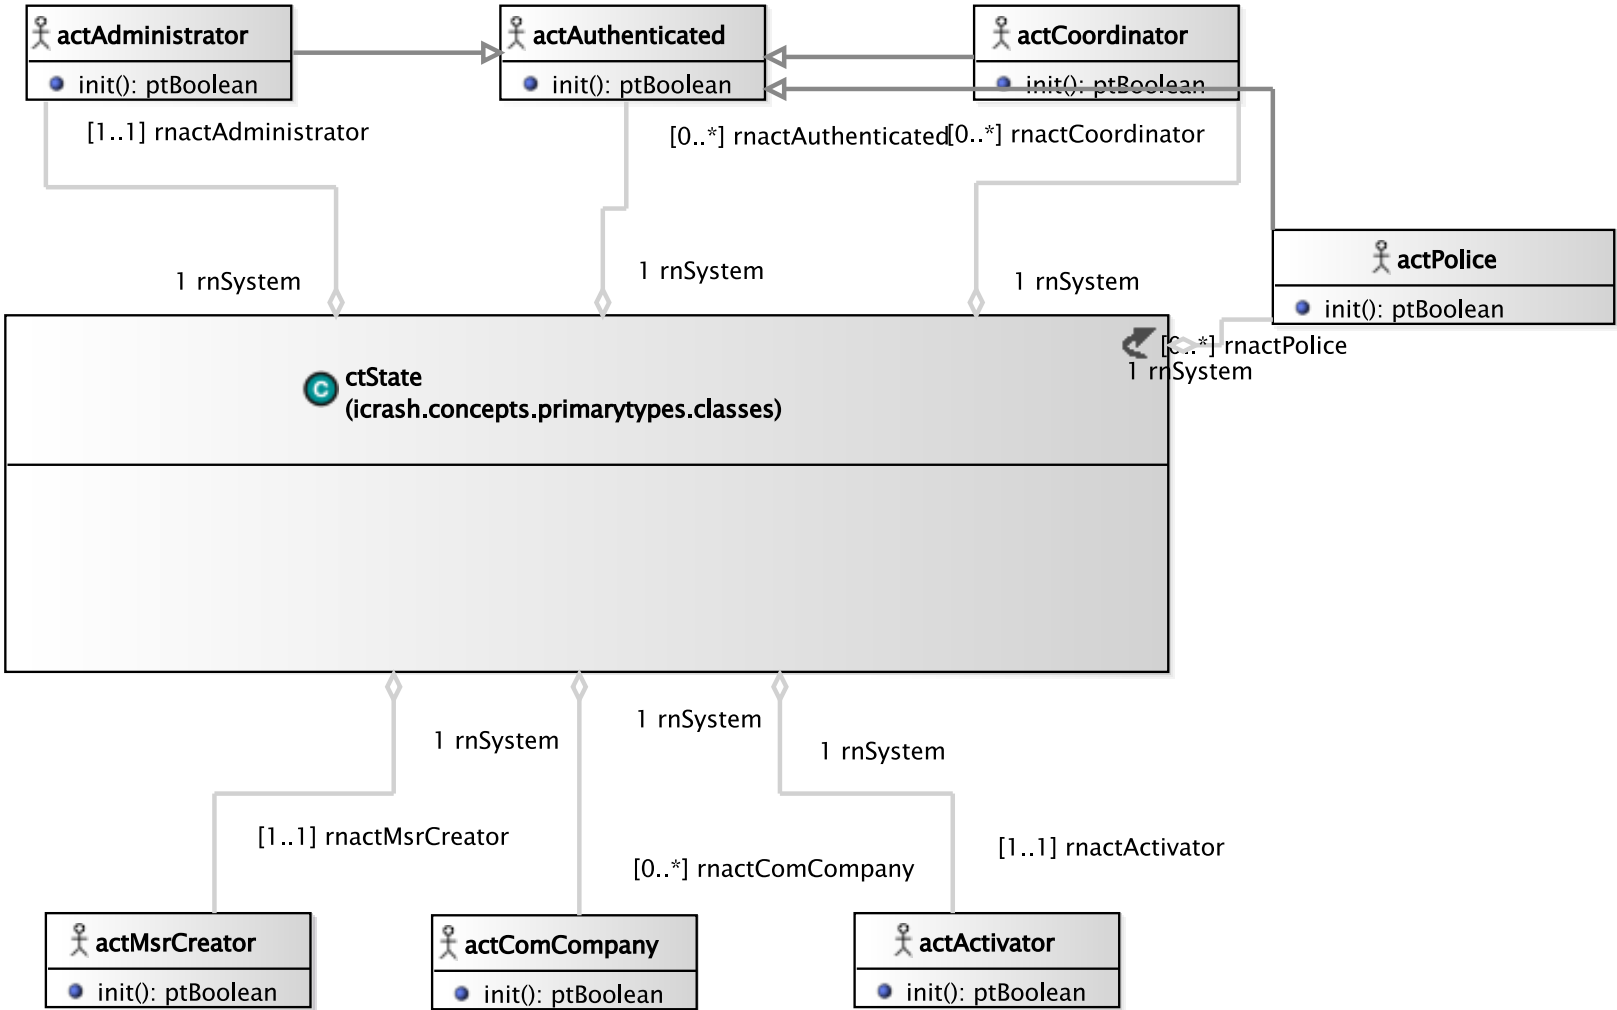 actAdministrator
init(): ptBoolean
actAuthenticated
init(): ptBoolean
actCoordinator
init(): ptBoolean
[1..1] rnactAdministrator
[0..*] rnactAuthenticated
[0..*] rnactCoordinator
actPolice
init(): ptBoolean
1 rnSystem
1 rnSystem
1 rnSystem
[0..*] rnactPolice
1 rnSystem
C
ctState
(icrash.concepts.primarytypes.classes)
1 rnSystem
1 rnSystem
1 rnSystem
[1..1] rnactMsrCreator
[0..*] rnactComCompany
[1..1] rnactActivator
actMsrCreator
init(): ptBoolean
actComCompany
init(): ptBoolean
actActivator
init(): ptBoolean